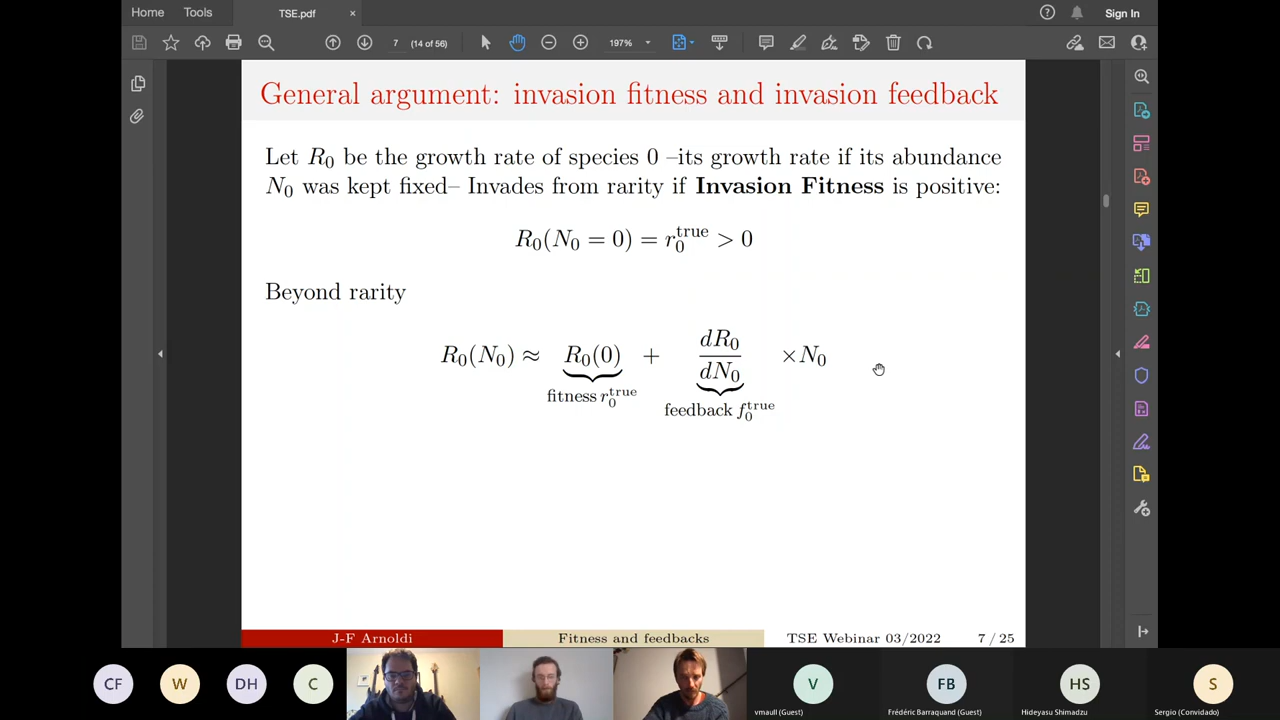 Home Tools TSE.pdf × Sign In
7 (14 of 56) 197%
General argument: invasion fitness and invasion feedback
Let R₀ be the growth rate of species 0 –its growth rate if its abundance
N₀ was kept fixed– Invades from rarity if Invasion Fitness is positive:
R₀(N₀ = 0) = r₀^true > 0
Beyond rarity
R₀(N₀) ≈ R₀(0) + dR₀/dN₀ ×N₀
fitness r₀^true
feedback f₀^true
J-F Arnoldi Fitness and feedbacks TSE Webinar 03/2022 7 / 25
CF W DH C V FB HS S
vmaull (Guest) Frédéric Barraquand (Guest) Hideyasu Shimadzu Sergio (Convidado)